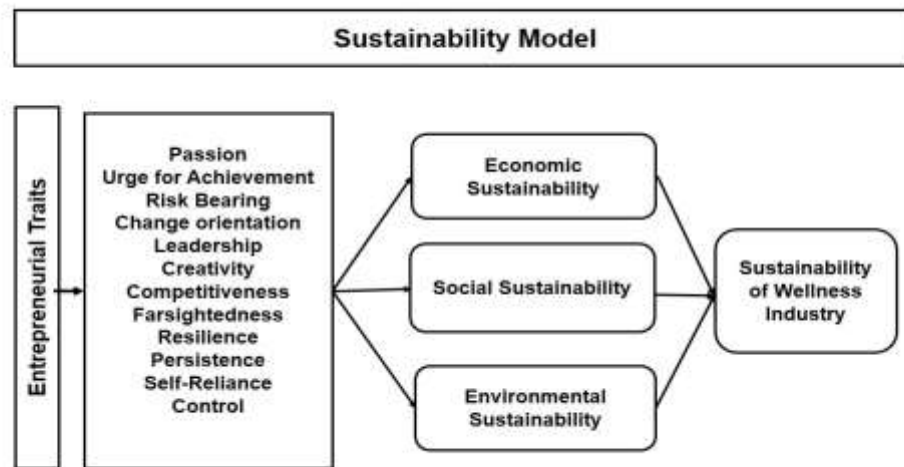 Sustainability Model
Entrepreneurial Traits
Passion
Urge for Achievement
Risk Bearing
Change orientation
Leadership
Creativity
Competitiveness
Farsightedness
Resilience
Persistence
Self-Reliance
Control
Economic
Sustainability
Social Sustainability
Environmental
Sustainability
Sustainability
of Wellness
Industry